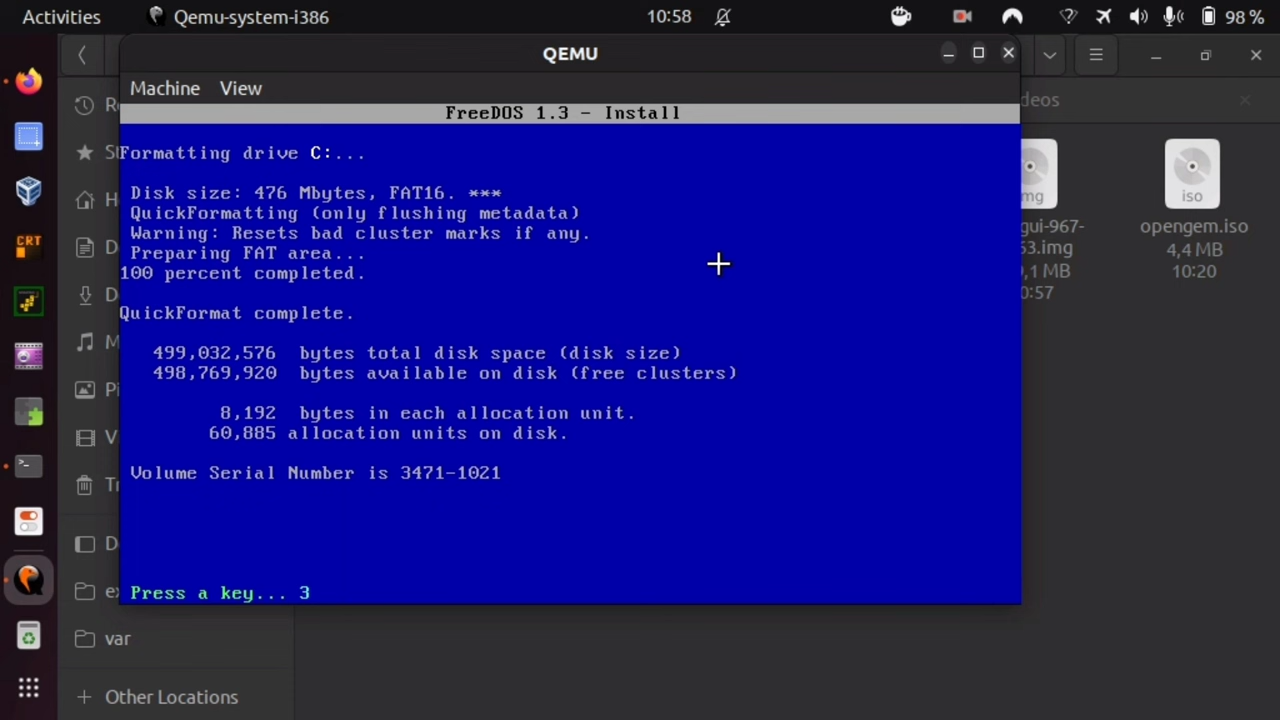 Activities Qemu-system-i386 10:58 98 %
QEMU
Machine View
FreeDOS 1.3 - Install
Formatting drive C:...
Disk size: 476 Mbytes, FAT16. ***
QuickFormatting (only flushing metadata)
Warning: Resets bad cluster marks if any.
Preparing FAT area...
100 percent completed.
QuickFormat complete.
499,032,576 bytes total disk space (disk size)
498,769,920 bytes available on disk (free clusters)
8,192 bytes in each allocation unit.
60,885 allocation units on disk.
Volume Serial Number is 3471-1021
Press a key... 3
CRT
var
Other Locations
iso
opengem.iso
4,4 MB
10:20